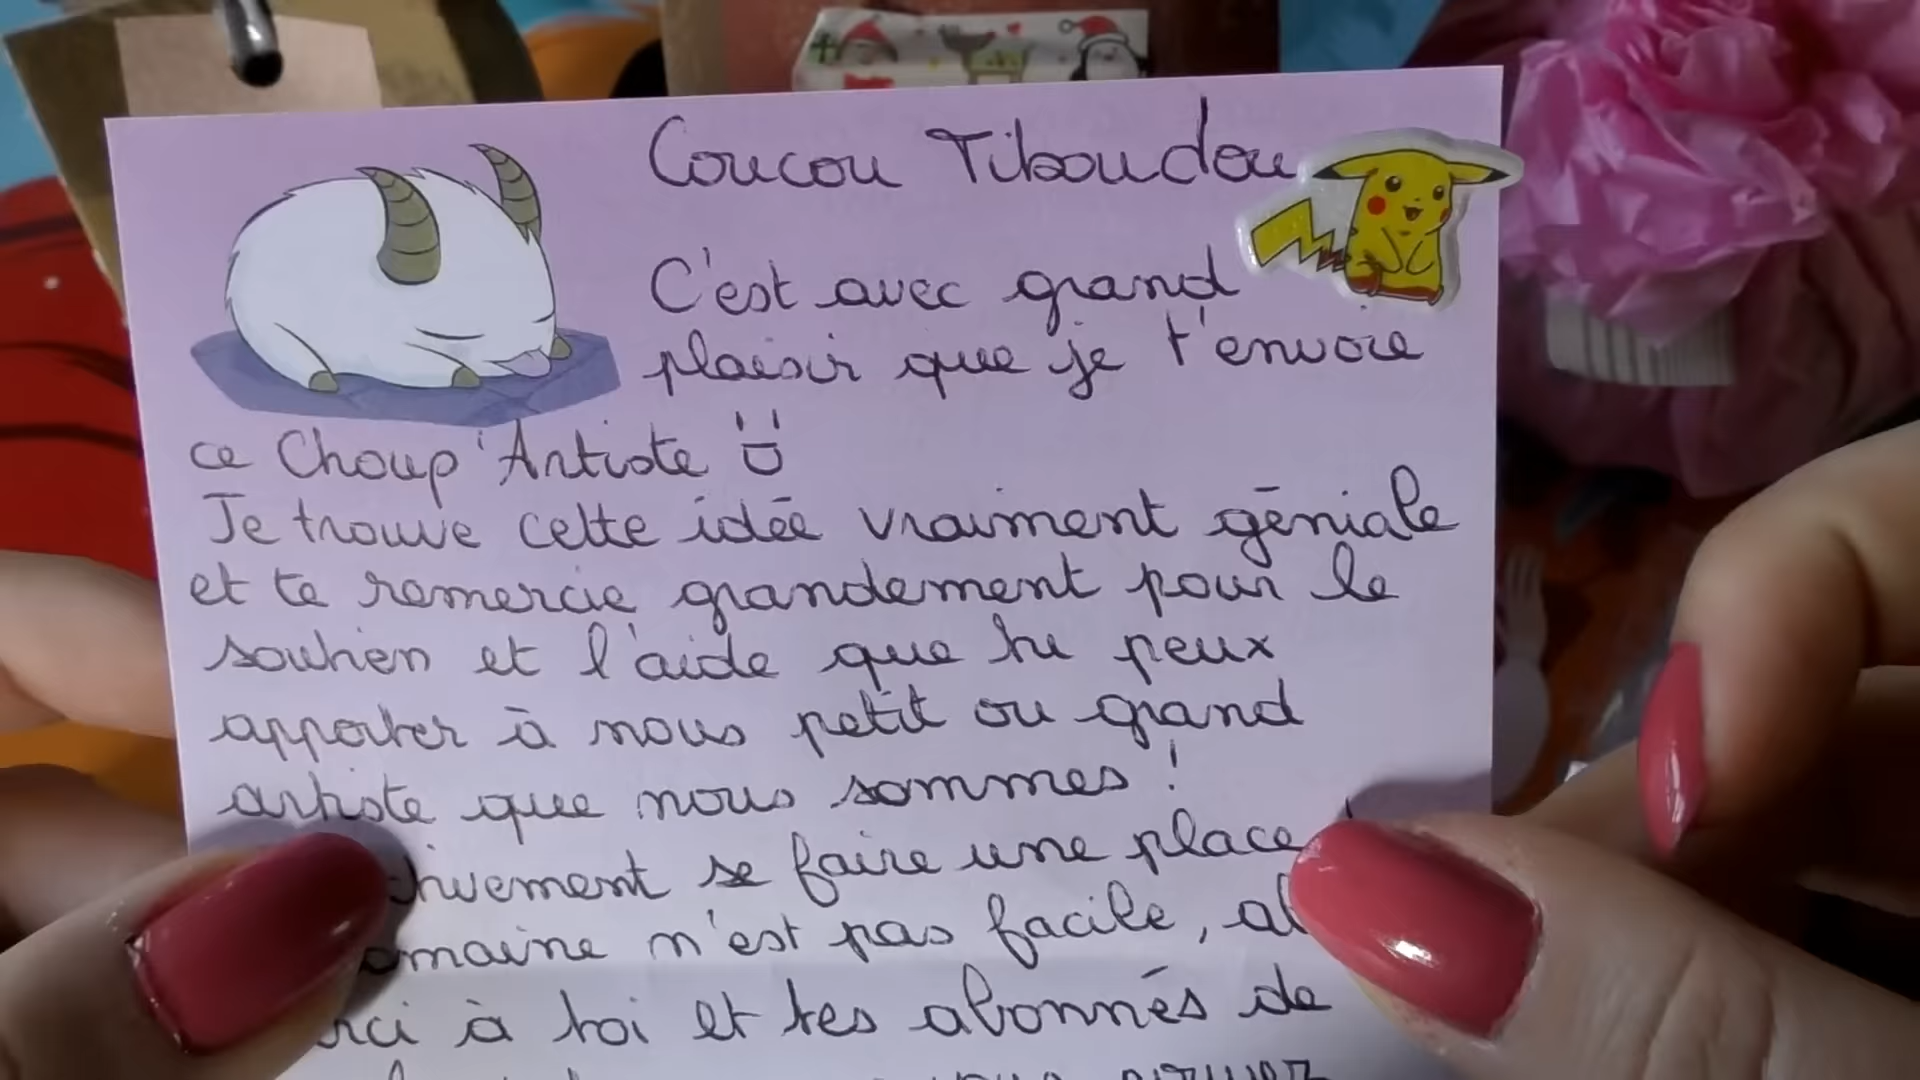 Coucou Tiboudou
C'est avec grand
plaisir que je t'envoie
ce Choup'Artiste
Je trouve cette idée vraiment géniale
et te remercie grandement pour le
soutien et l'aide que tu peux
apporter à nous petit ou grand
artiste que nous sommes !
se faire une place
n'est pas facile,
à toi et tes abonnés de